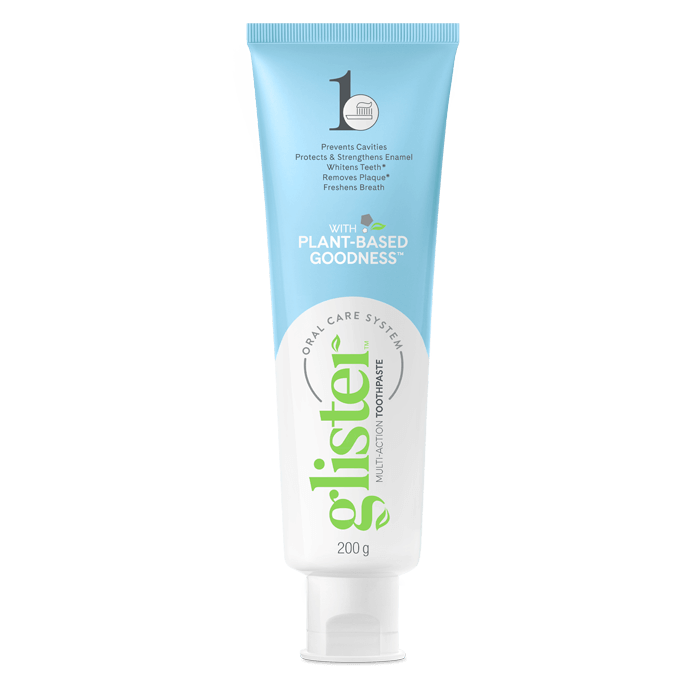 1
Prevents Cavities
Protects & Strengthens Enamel
Whitens Teeth*
Removes Plaque*
Freshens Breath
WITH
PLANT-BASED
GOODNESS™
ORAL CARE SYSTEM
glister™
MULTI-ACTION TOOTHPASTE
200 g